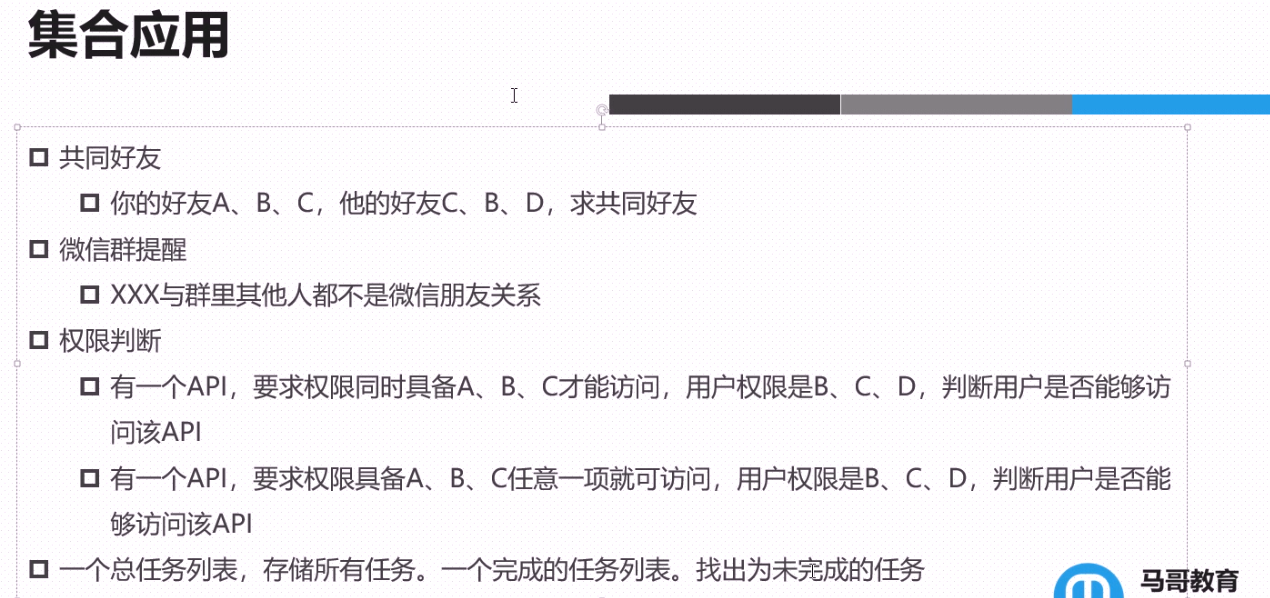 集合应用
共同好友
你的好友A、B、C，他的好友C、B、D，求共同好友
微信群提醒
XXX与群里其他人都不是微信朋友关系
权限判断
有一个API，要求权限同时具备A、B、C才能访问，用户权限是B、C、D，判断用户是否能够访
问该API
有一个API，要求权限具备A、B、C任意一项就可访问，用户权限是B、C、D，判断用户是否能
够访问该API
一个总任务列表，存储所有任务。一个完成的任务列表。找出为未完成的任务
马哥教育